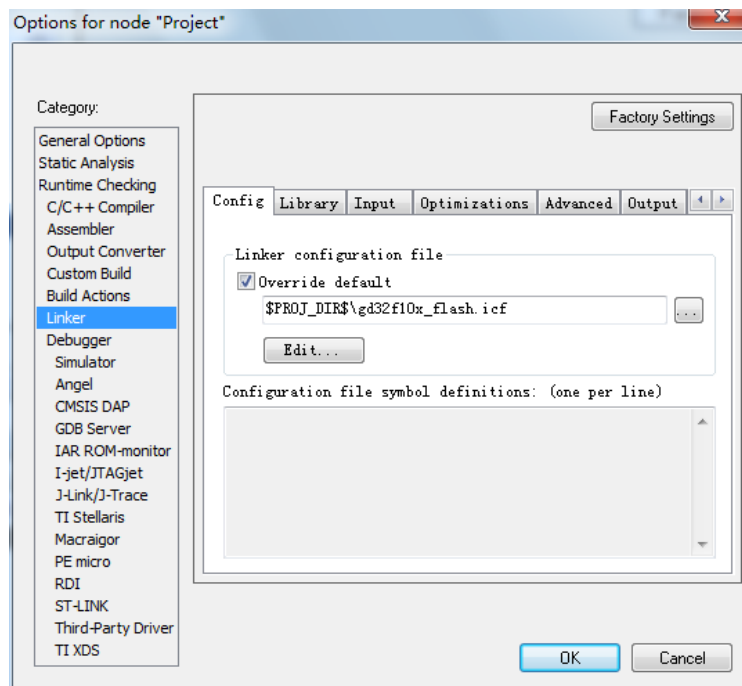 Options for node "Project"
Category:
Factory Settings
General Options
Static Analysis
Runtime Checking
C/C++ Compiler
Assembler
Output Converter
Custom Build
Build Actions
Linker
Debugger
Simulator
Angel
CMSIS DAP
GDB Server
IAR ROM-monitor
I-jet/JTAGjet
J-Link/J-Trace
TI Stellaris
Macraigor
PE micro
RDI
ST-LINK
Third-Party Driver
TI XDS
Config Library Input Optimizations Advanced Output
Linker configuration file
Override default
$PROJ_DIR$\gd32f10x_flash.icf
...
Edit...
Configuration file symbol definitions: (one per line)
OK Cancel